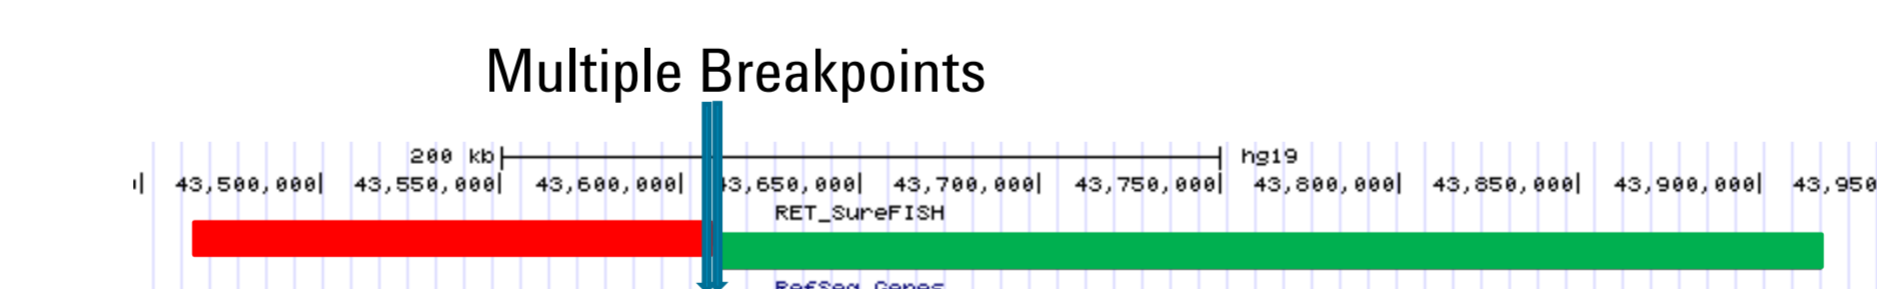 Multiple Breakpoints
200 kb hg19
43,500,000| 43,550,000| 43,600,000| 43,650,000| 43,700,000| 43,750,000| 43,800,000| 43,850,000| 43,900,000| 43,950
RET_SureFISH
RefSeq Genes